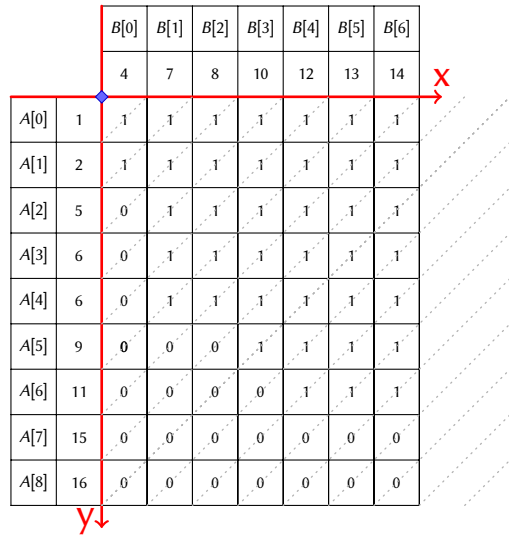 B[0] B[1] B[2] B[3] B[4] B[5] B[6]
4 7 8 10 12 13 14
x
A[0] 1 1 1 1 1 1 1 1
A[1] 2 1 1 1 1 1 1 1
A[2] 5 0 1 1 1 1 1 1
A[3] 6 0 1 1 1 1 1 1
A[4] 6 0 1 1 1 1 1 1
A[5] 9 0 0 0 1 1 1 1
A[6] 11 0 0 0 0 1 1 1
A[7] 15 0 0 0 0 0 0 0
A[8] 16 0 0 0 0 0 0 0
y